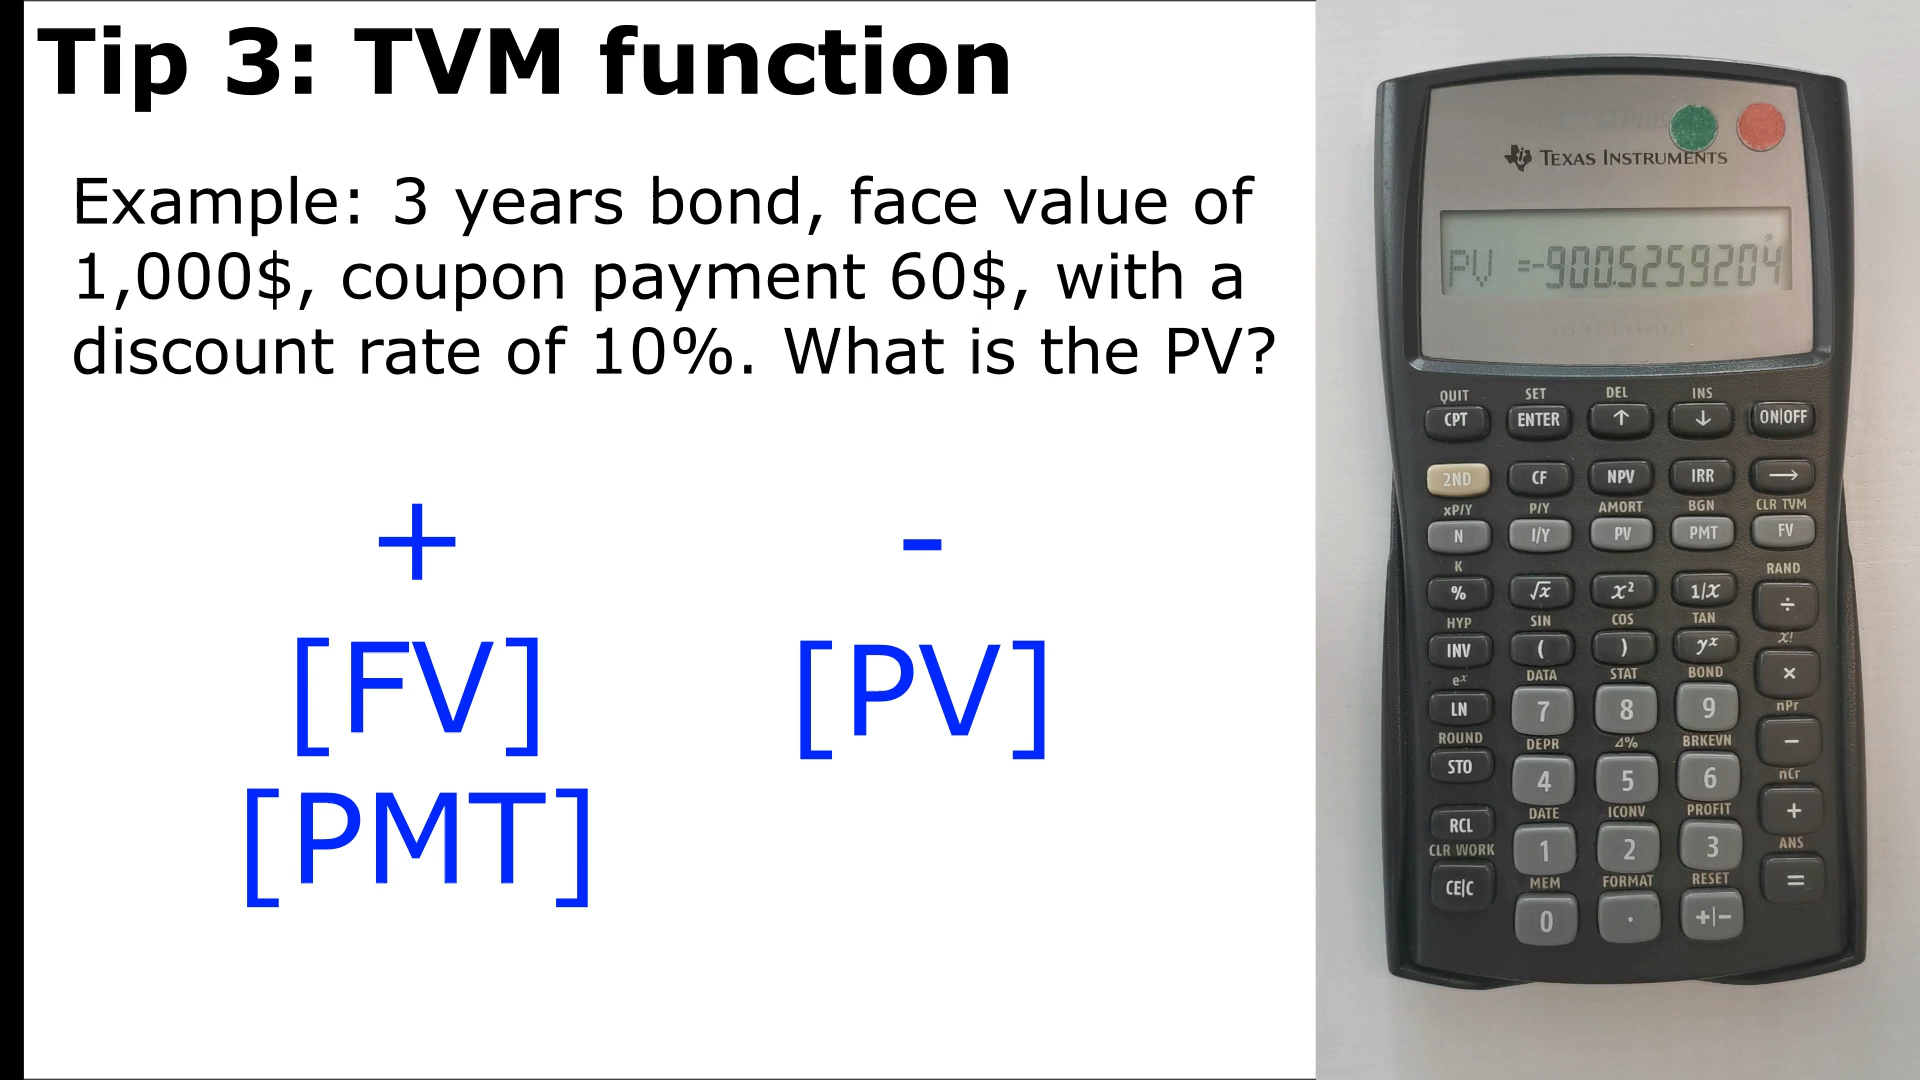 Tip 3: TVM function
Example: 3 years bond, face value of
1,000$, coupon payment 60$, with a
discount rate of 10%. What is the PV?
+ -
[FV] [PV]
[PMT]
TEXAS INSTRUMENTS
*
PV =-900.5259204
QUIT SET DEL INS
CPT ENTER ↑ ↓ ON|OFF
2ND CF NPV IRR →
xP/Y P/Y AMORT BGN CLR TVM
N I/Y PV PMT FV
K RAND
% √x x² 1/x ÷
HYP SIN COS TAN x!
INV ( ) yˣ ×
eˣ DATA STAT BOND nPr
LN 7 8 9 −
ROUND DEPR Δ% BRKEVN nCr
STO 4 5 6 +
DATE ICONV PROFIT ANS
RCL 1 2 3 =
CLR WORK MEM FORMAT RESET
CE|C 0 . +|−